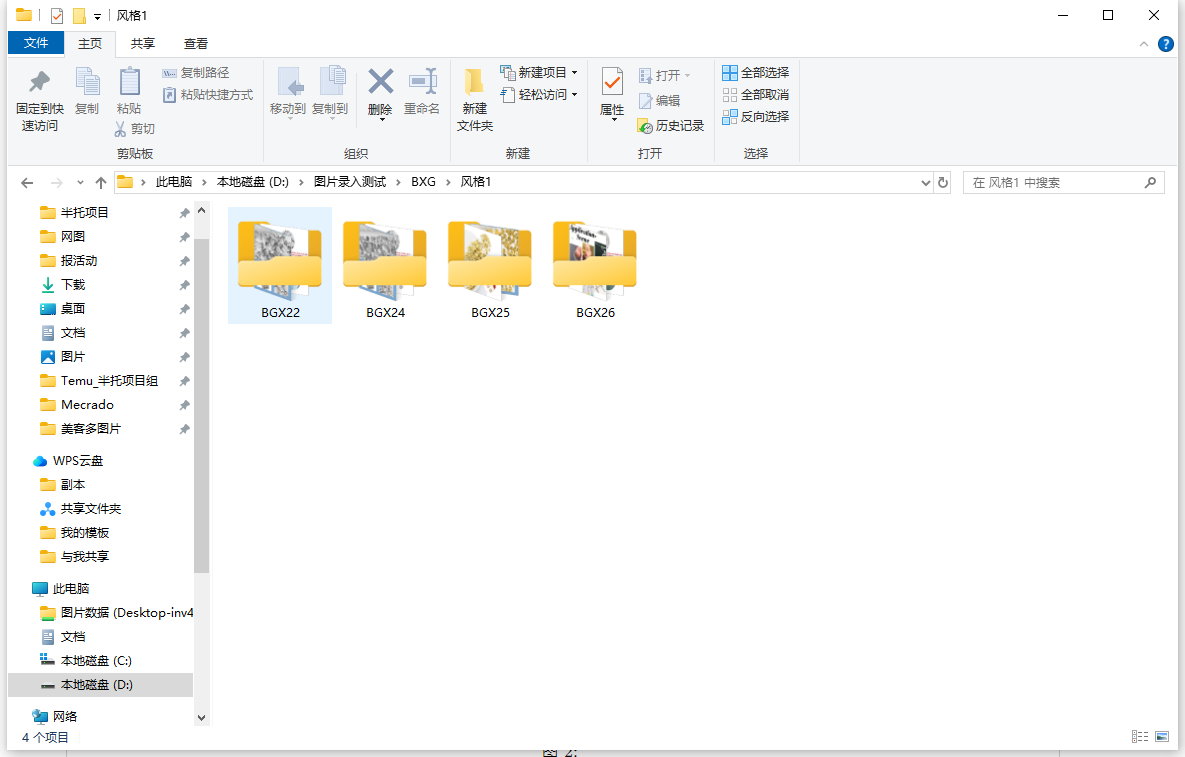 风格1
文件 主页 共享 查看
固定到快速访问
复制
粘贴
复制路径
粘贴快捷方式
剪切
剪贴板
移动到
复制到
删除
重命名
组织
新建文件夹
新建项目
轻松访问
新建
属性
打开
编辑
历史记录
打开
全部选择
全部取消
反向选择
选择
此电脑 › 本地磁盘 (D:) › 图片录入测试 › BXG › 风格1
在 风格1 中搜索
半托项目
网图
报活动
下载
桌面
文档
图片
Temu_半托项目组
Mecrado
美客多图片
WPS云盘
副本
共享文件夹
我的模板
与我共享
此电脑
图片数据 (Desktop-inv4
文档
本地磁盘 (C:)
本地磁盘 (D:)
网络
BGX22 BGX24 BGX25 BGX26
4 个项目
图 2: